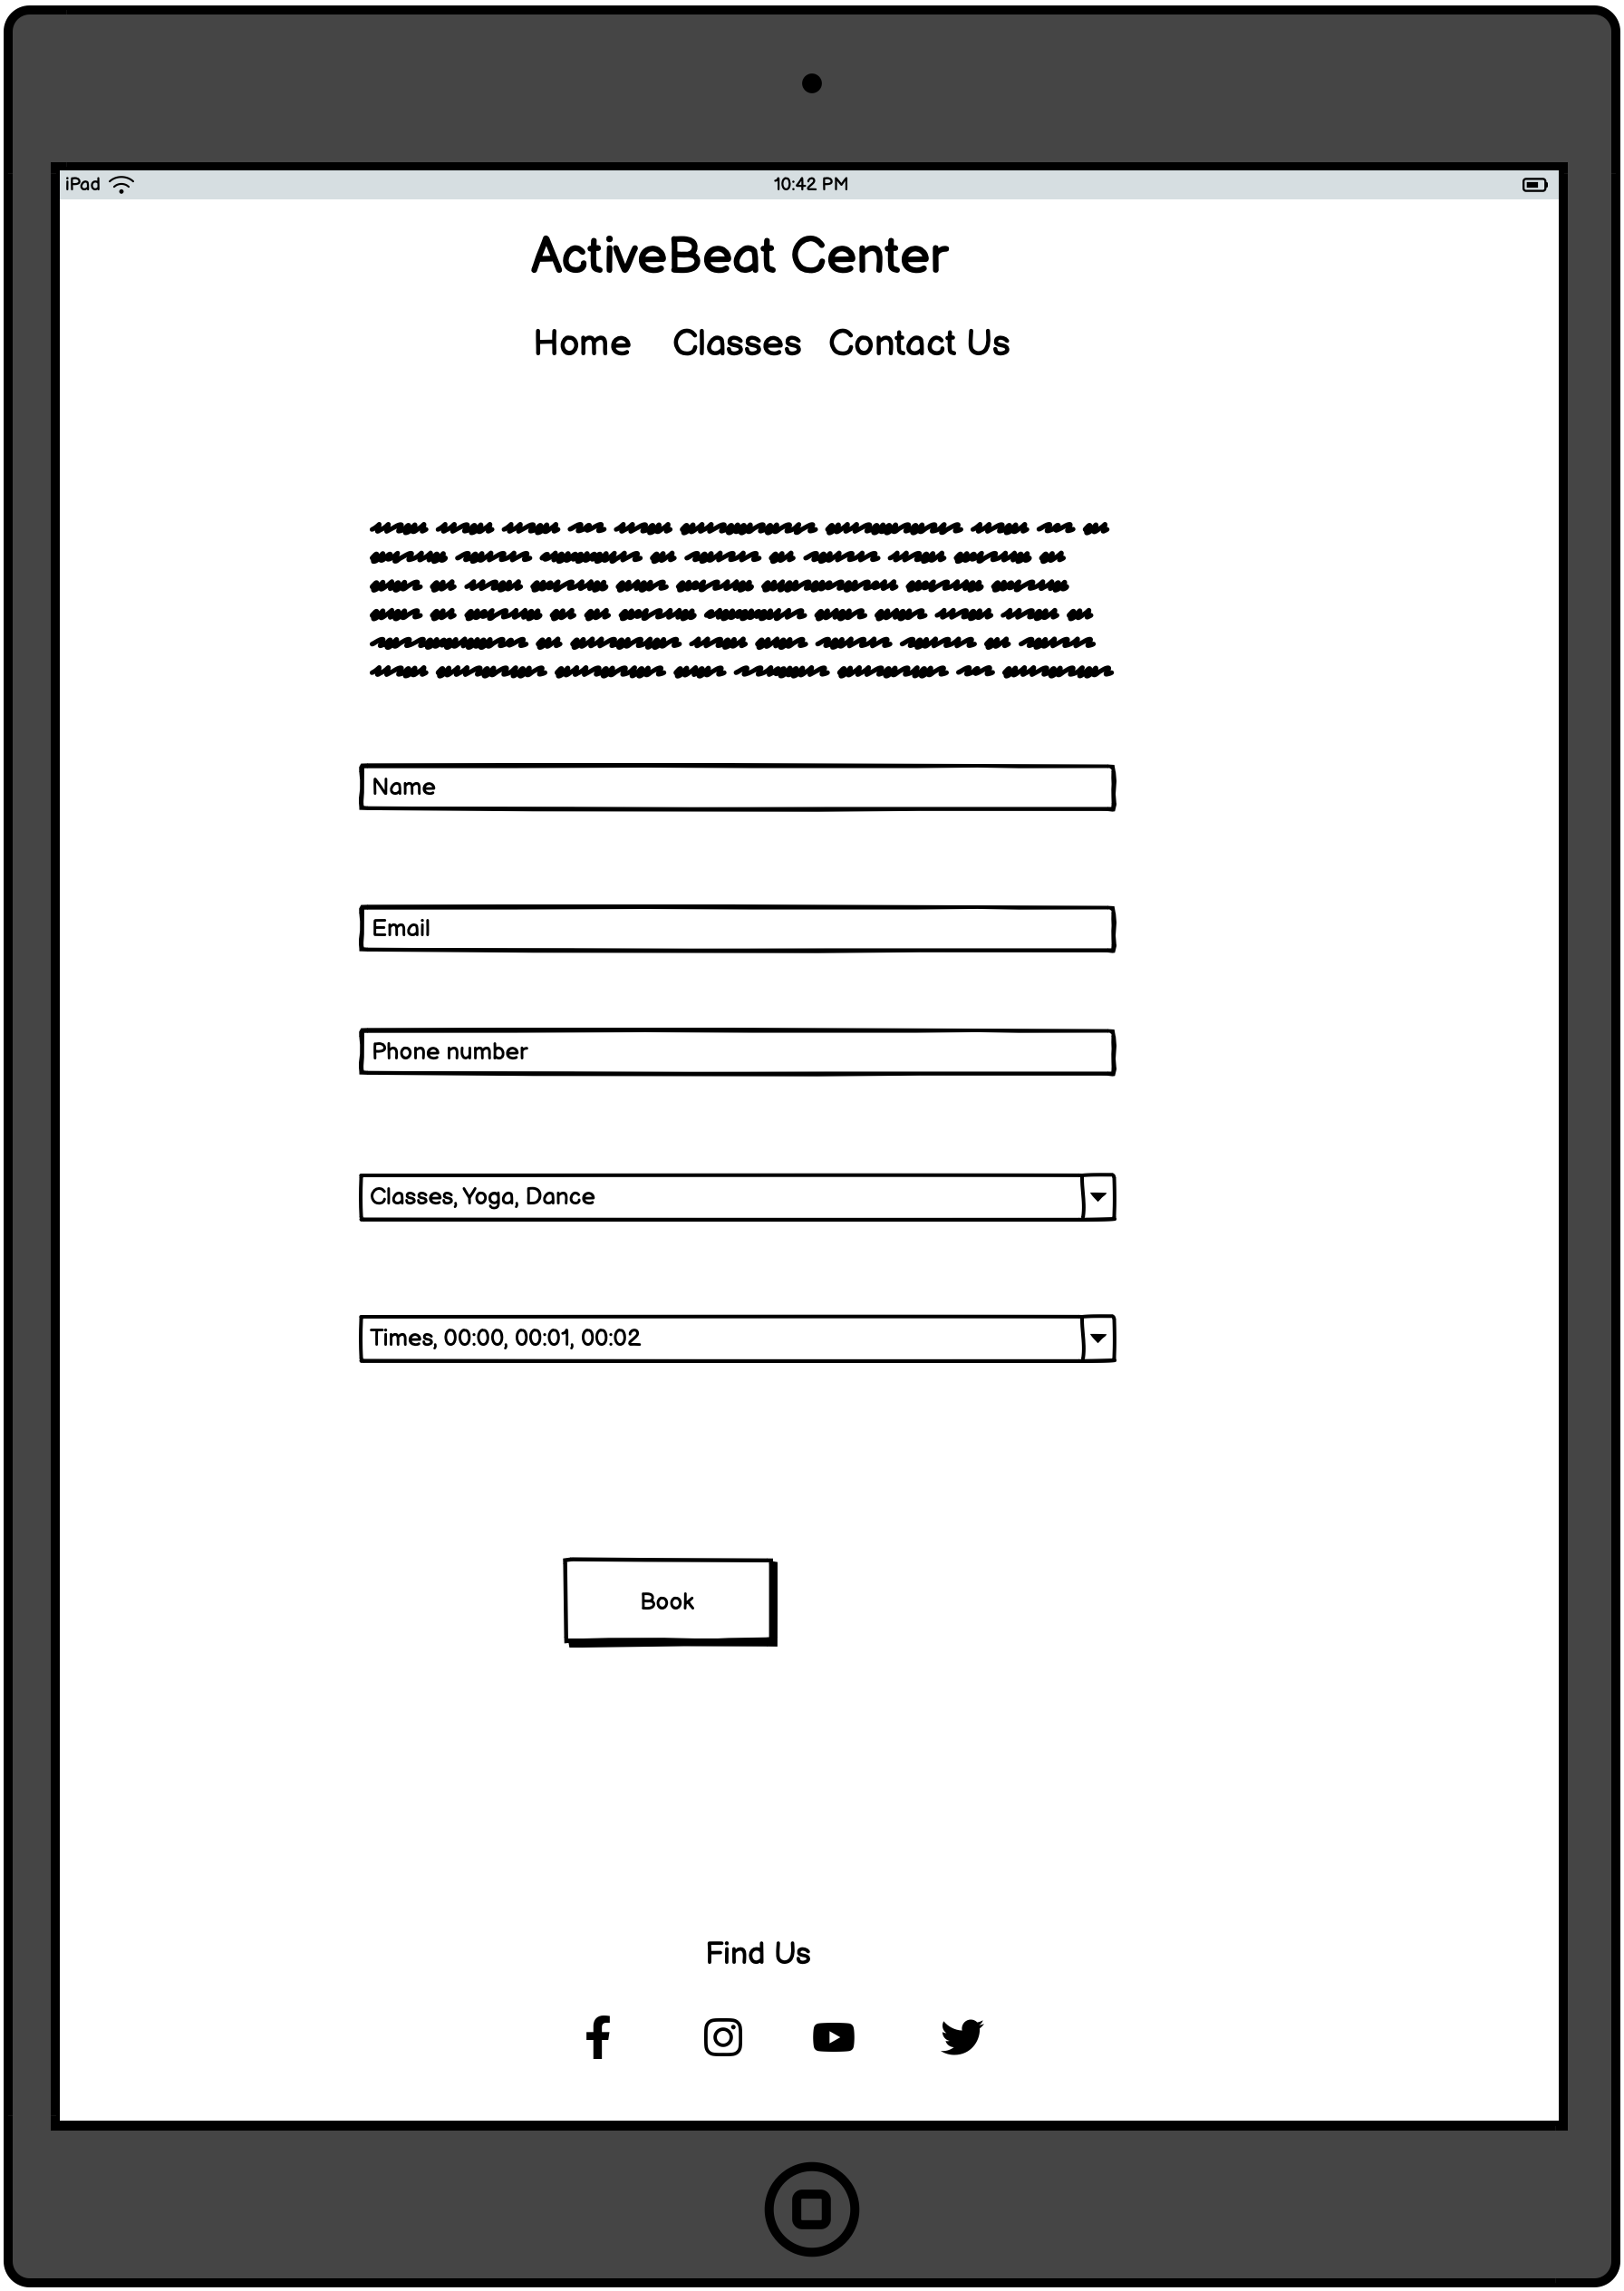 iPad 10:42 PM
ActiveBeat Center
Home Classes Contact Us
Name
Email
Phone number
Classes, Yoga, Dance
Times, 00:00, 00:01, 00:02
Book
Find Us